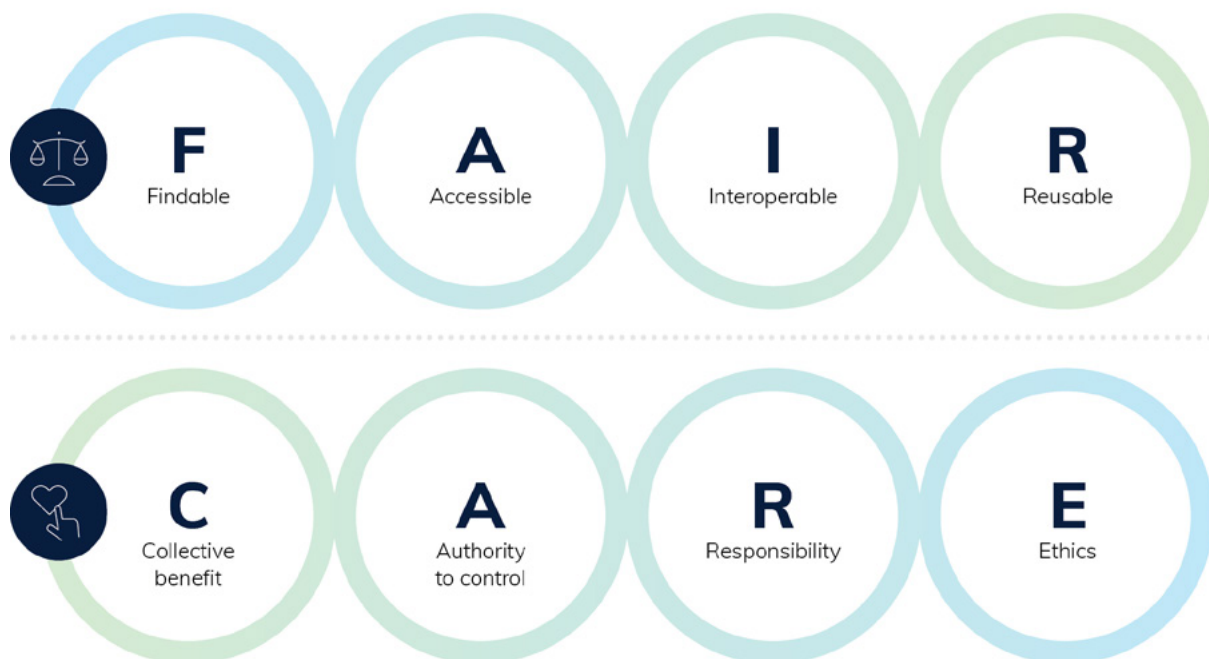 F
Findable
A
Accessible
I
Interoperable
R
Reusable
C
Collective
benefit
A
Authority
to control
R
Responsibility
E
Ethics